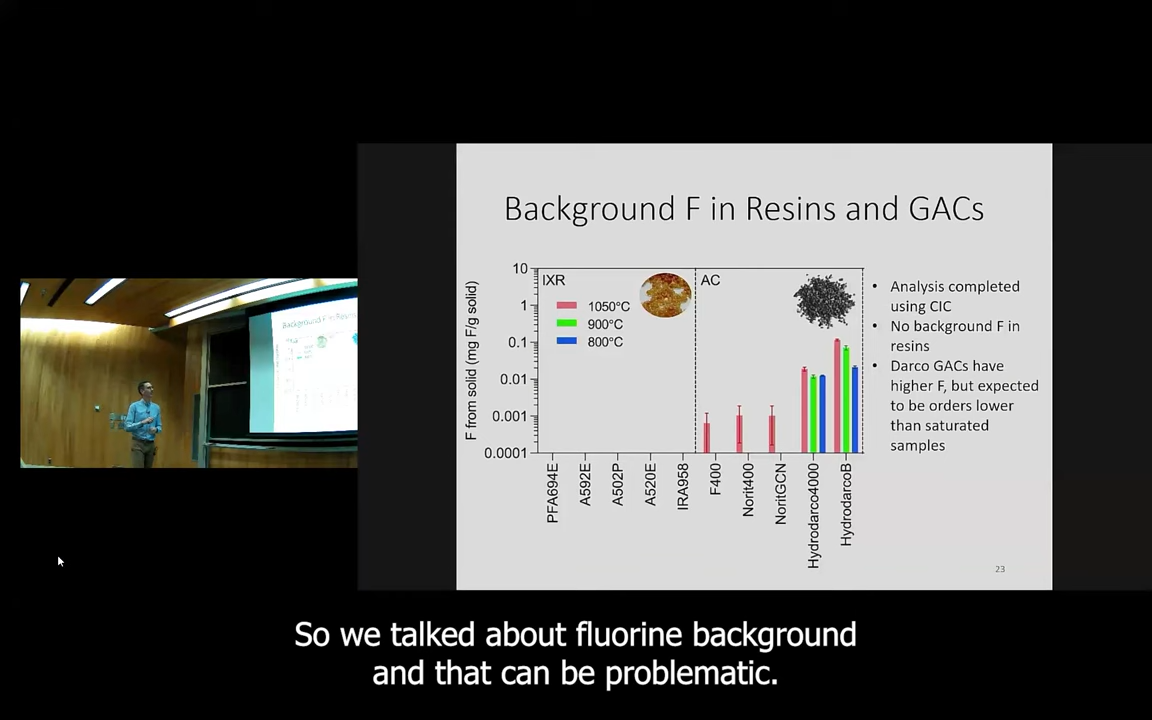 Background F in Resins and GACs
F from solid (mg F/g solid)
10
1
0.1
0.01
0.001
0.0001
IXR
1050°C
900°C
800°C
AC
PFA694E
A592E
A502P
A520E
IRA958
F400
Norit400
NoritGCN
Hydrodarco4000
HydrodarcoB
• Analysis completed
using CIC
• No background F in
resins
• Darco GACs have
higher F, but expected
to be orders lower
than saturated
samples
23
Background F in Resin
So we talked about fluorine background
and that can be problematic.